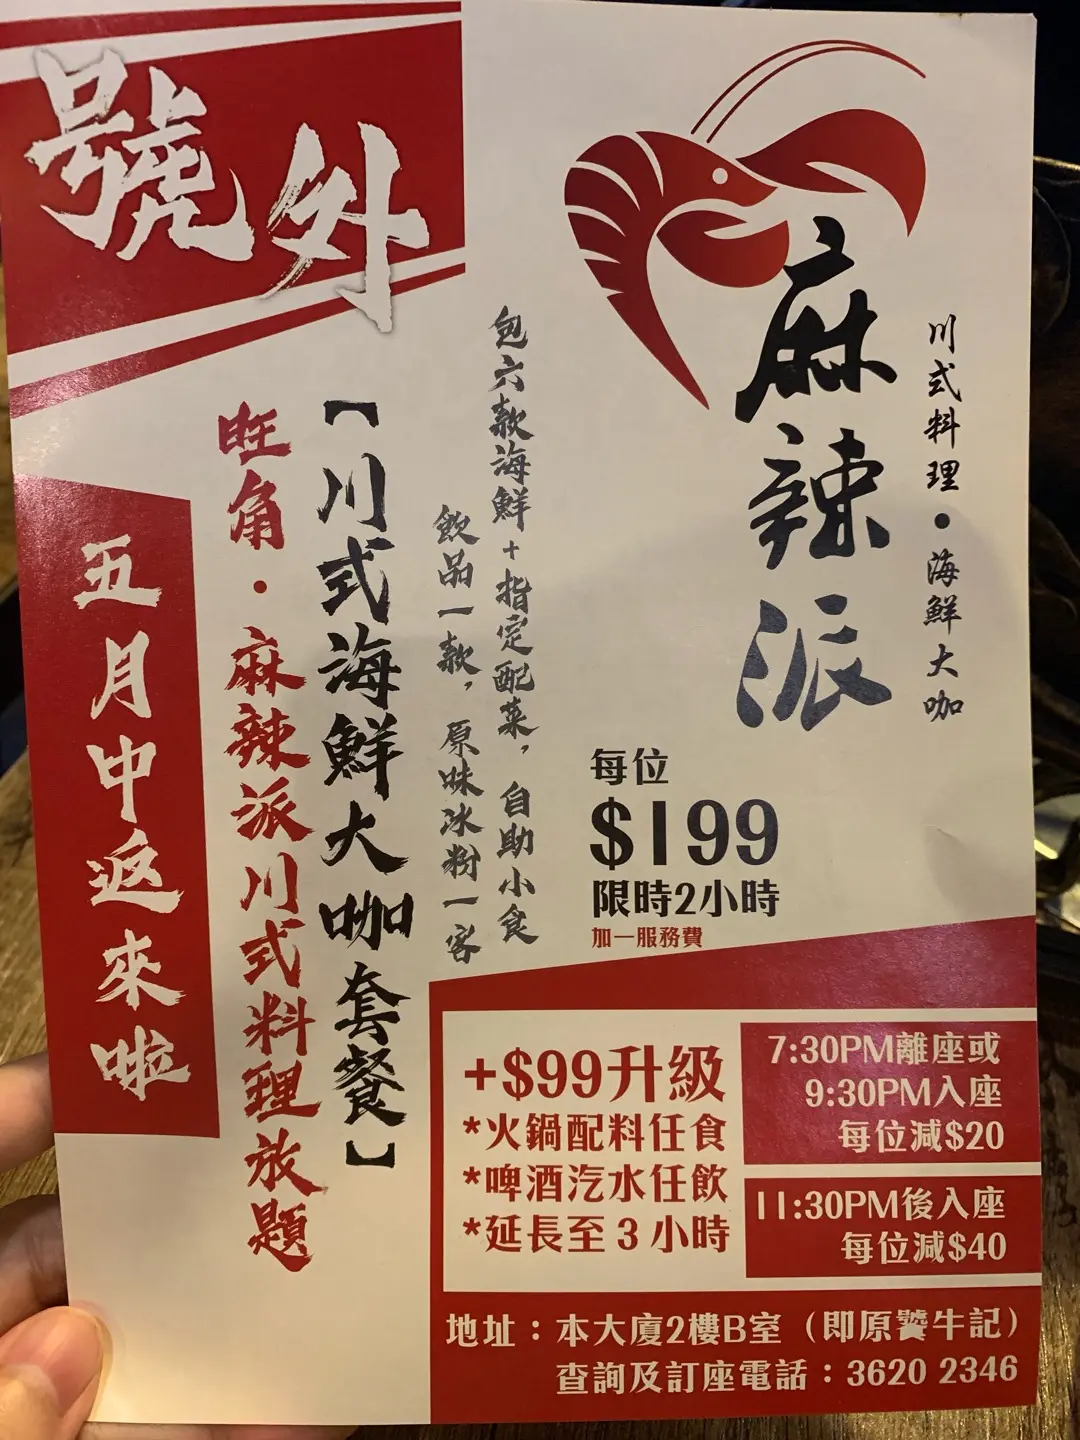 號外
麻辣派
川式料理•海鮮大咖
包六款海鮮+指定配菜，自助小食
飲品一款，原味冰粉一客
【川式海鮮大咖套餐】
旺角•麻辣派川式料理放題
五月中返來啦
每位
$199
限時2小時
加一服務費
+$99升級
*火鍋配料任食
*啤酒汽水任飲
*延長至3小時
7:30PM離座或
9:30PM入座
每位減$20
11:30PM後入座
每位減$40
地址：本大廈2樓B室（即原饕牛記）
查詢及訂座電話：3620 2346